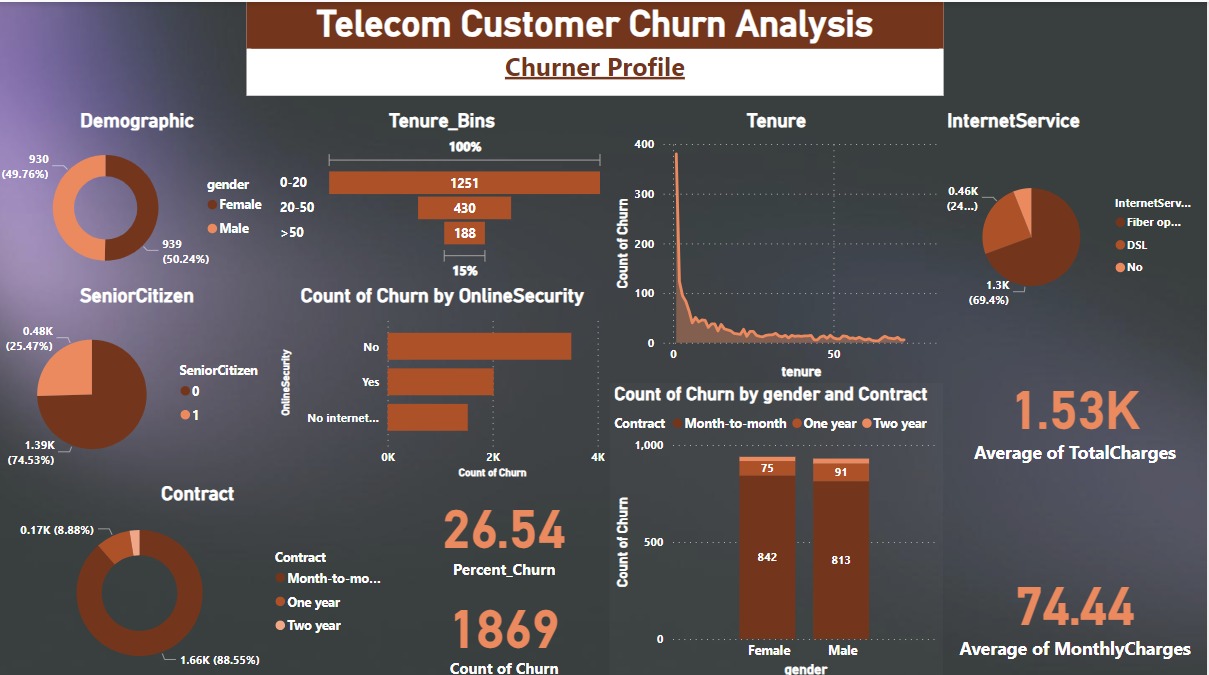 Telecom Customer Churn Analysis
Churner Profile
Demographic
930
(49.76%)
939
(50.24%)
gender
Female
Male
Tenure_Bins
100%
0-20
1251
20-50
430
>50
188
15%
Tenure
Count of Churn
400
300
200
100
0
0
50
tenure
InternetService
0.46K
(24...)
1.3K
(69.4%)
InternetServ...
Fiber op...
DSL
No
SeniorCitizen
0.48K
(25.47%)
1.39K
(74.53%)
SeniorCitizen
0
1
Count of Churn by OnlineSecurity
OnlineSecurity
No
Yes
No internet...
0K
2K
4K
Count of Churn
Count of Churn by gender and Contract
Contract
Month-to-month
One year
Two year
Count of Churn
1,000
500
0
75
91
842
813
Female
Male
gender
1.53K
Average of TotalCharges
Contract
0.17K (8.88%)
1.66K (88.55%)
Contract
Month-to-mo...
One year
Two year
26.54
Percent_Churn
1869
Count of Churn
74.44
Average of MonthlyCharges